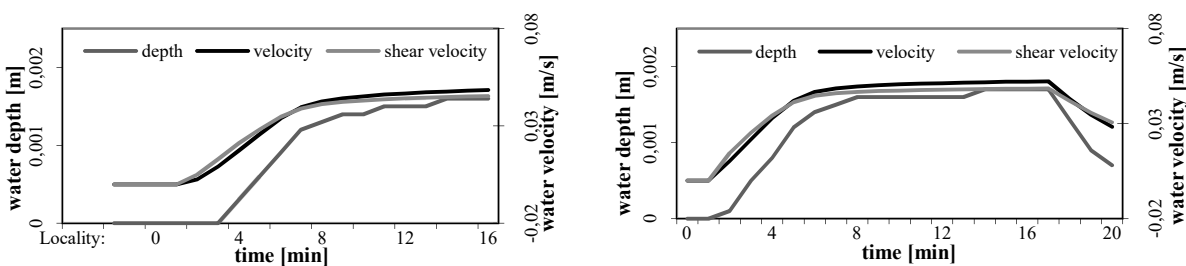 depth velocity shear velocity
water depth [m]
0 0,001 0,002
water velocity [m/s]
-0,02 0,03 0,08
Locality: 0 4 8 12 16
time [min]
depth velocity shear velocity
water depth [m]
0 0,001 0,002
water velocity [m/s]
-0,02 0,03 0,08
0 4 8 12 16 20
time [min]